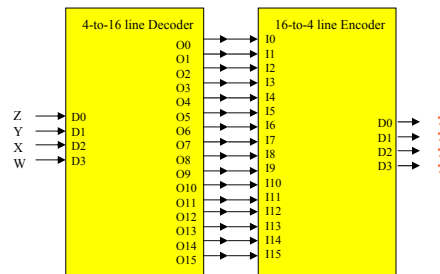 4-to-16 line Decoder
16-to-4 line Encoder
O0
O1
O2
O3
O4
O5
O6
O7
O8
O9
O10
O11
O12
O13
O14
O15
I0
I1
I2
I3
I4
I5
I6
I7
I8
I9
I10
I11
I12
I13
I14
I15
Z
Y
X
W
D0
D1
D2
D3
D0
D1
D2
D3